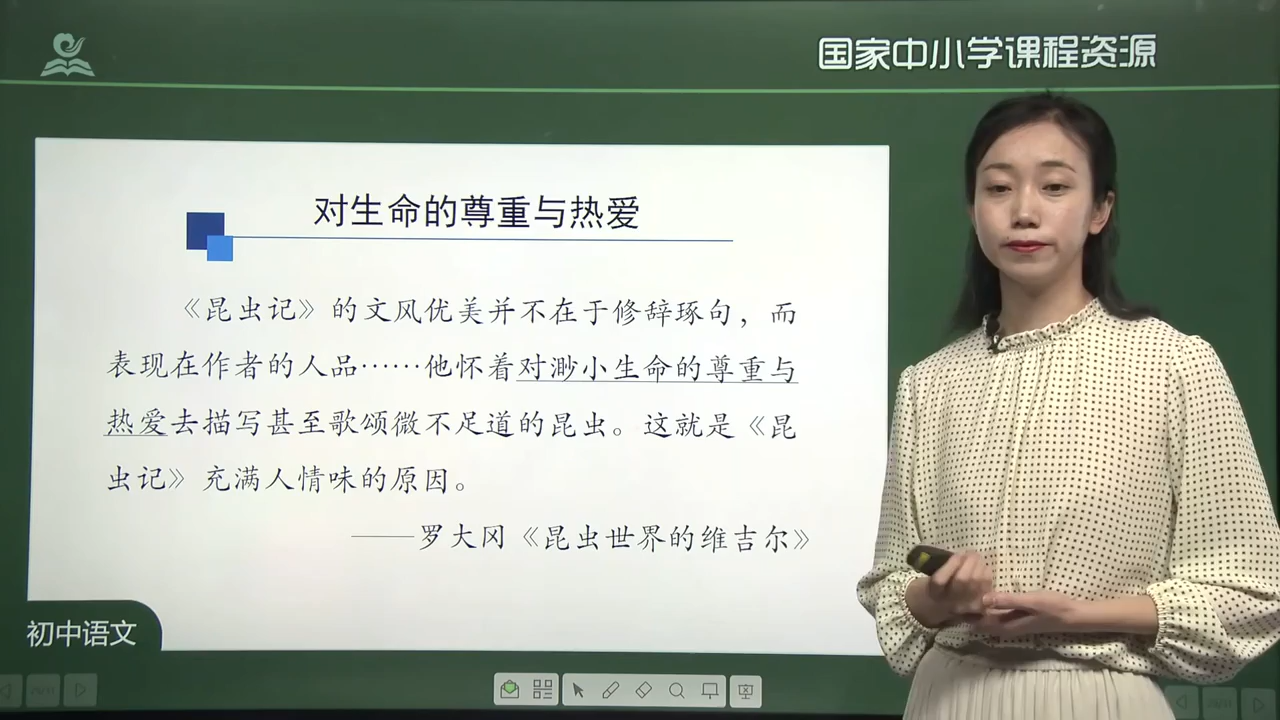 国家中小学课程资源
对生命的尊重与热爱
《昆虫记》的文风优美并不在于修辞琢句，而
表现在作者的人品……他怀着对渺小生命的尊重与
热爱去描写甚至歌颂微不足道的昆虫。这就是《昆
虫记》充满人情味的原因。
——罗大冈《昆虫世界的维吉尔》
初中语文